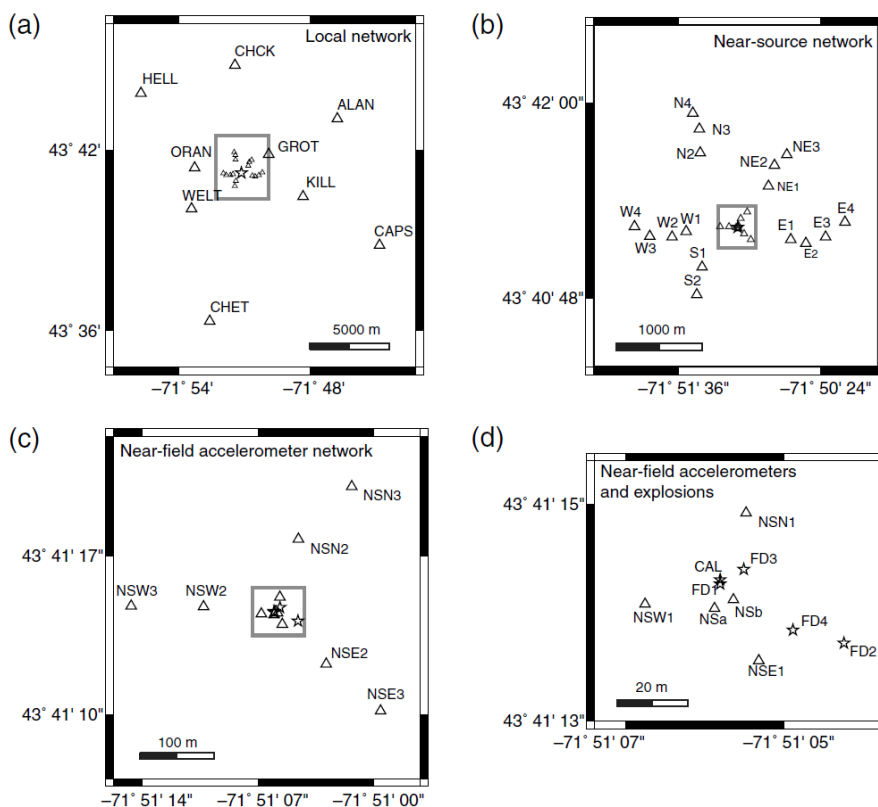 (a)
Local network
CHCK
HELL
ALAN
43° 42'
ORAN
GROT
WELT
KILL
CAPS
CHET
43° 36'
5000 m
−71° 54'
−71° 48'
(b)
Near-source network
43° 42' 00"
N4
N3
N2
NE3
NE2
NE1
W4
W2
W1
W3
E1
E3
E4
E2
S1
S2
43° 40' 48"
1000 m
−71° 51' 36"
−71° 50' 24"
(c)
Near-field accelerometer network
NSN3
43° 41' 17"
NSN2
NSW3
NSW2
NSE2
NSE3
43° 41' 10"
100 m
−71° 51' 14"
−71° 51' 07"
−71° 51' 00"
(d)
Near-field accelerometers
and explosions
43° 41' 15"
NSN1
CAL
FD3
FD1
NSW1
NSa
NSb
FD4
FD2
NSE1
20 m
43° 41' 13"
−71° 51' 07"
−71° 51' 05"